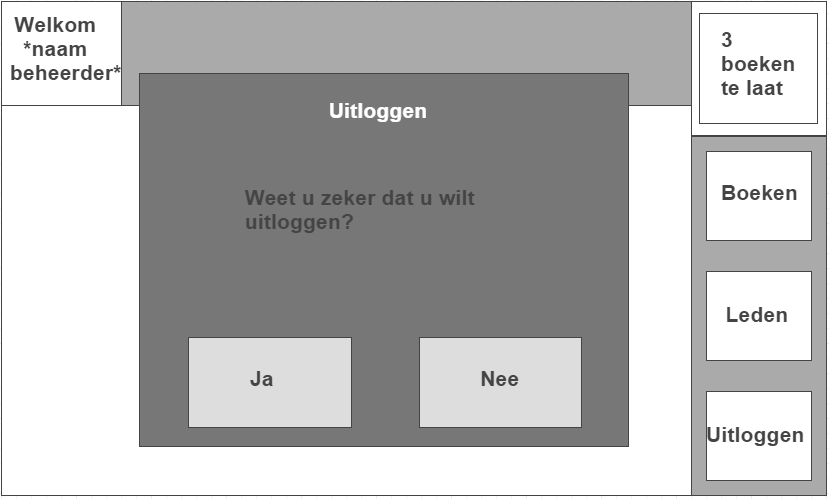 Welkom
*naam
beheerder*
3
boeken
te laat
Uitloggen
Weet u zeker dat u wilt
uitloggen?
Ja
Nee
Boeken
Leden
Uitloggen